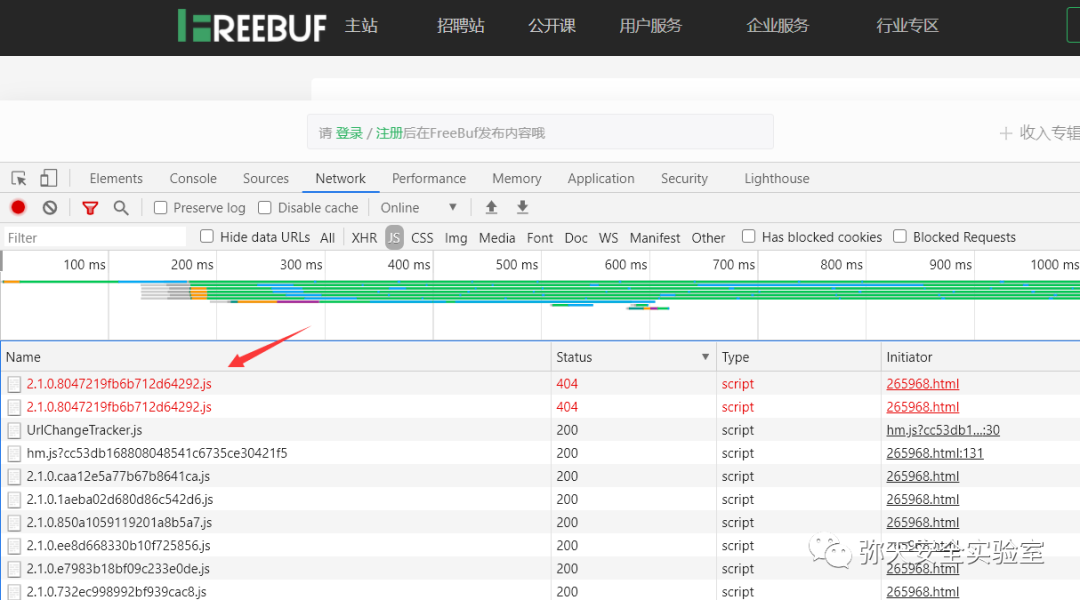 FREEBUF 主站 招聘站 公开课 用户服务 企业服务 行业专区
请 登录 / 注册后在FreeBuf发布内容哦
＋ 收入专辑
Elements Console Sources Network Performance Memory Application Security Lighthouse
Preserve log Disable cache Online
Filter Hide data URLs All XHR JS CSS Img Media Font Doc WS Manifest Other Has blocked cookies Blocked Requests
100 ms 200 ms 300 ms 400 ms 500 ms 600 ms 700 ms 800 ms 900 ms 1000 ms
Name Status Type Initiator
2.1.0.8047219fb6b712d64292.js 404 script 265968.html
2.1.0.8047219fb6b712d64292.js 404 script 265968.html
UrlChangeTracker.js 200 script hm.js?cc53db1...:30
hm.js?cc53db168808048541c6735ce30421f5 200 script 265968.html:131
2.1.0.caa12e5a77b67b8641ca.js 200 script 265968.html
2.1.0.1aeba02d680d86c542d6.js 200 script 265968.html
2.1.0.850a1059119201a8b5a7.js 200 script 265968.html
2.1.0.ee8d668330b10f725856.js 200 script 265968.html
弥天安全实验室
2.1.0.e7983b18bf09c233e0de.js 200 script 265968.html
2.1.0.732ec998992bf939cac8.js 200 script 265968.html